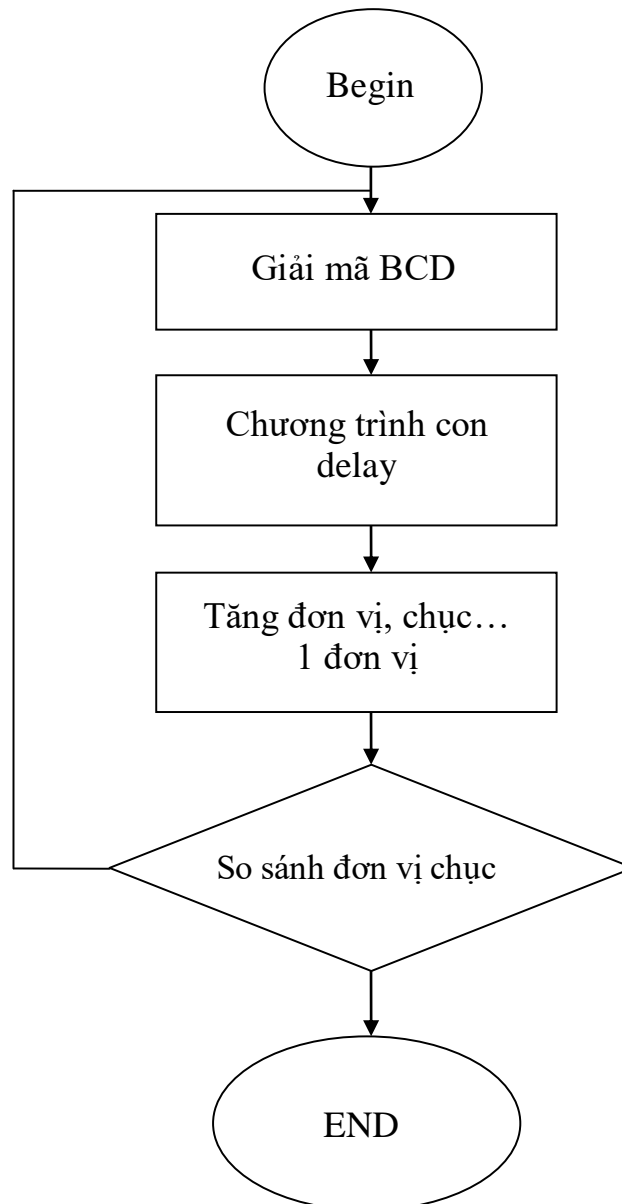 Begin
Giải mã BCD
Chương trình con
delay
Tăng đơn vị, chục…
1 đơn vị
So sánh đơn vị chục
END